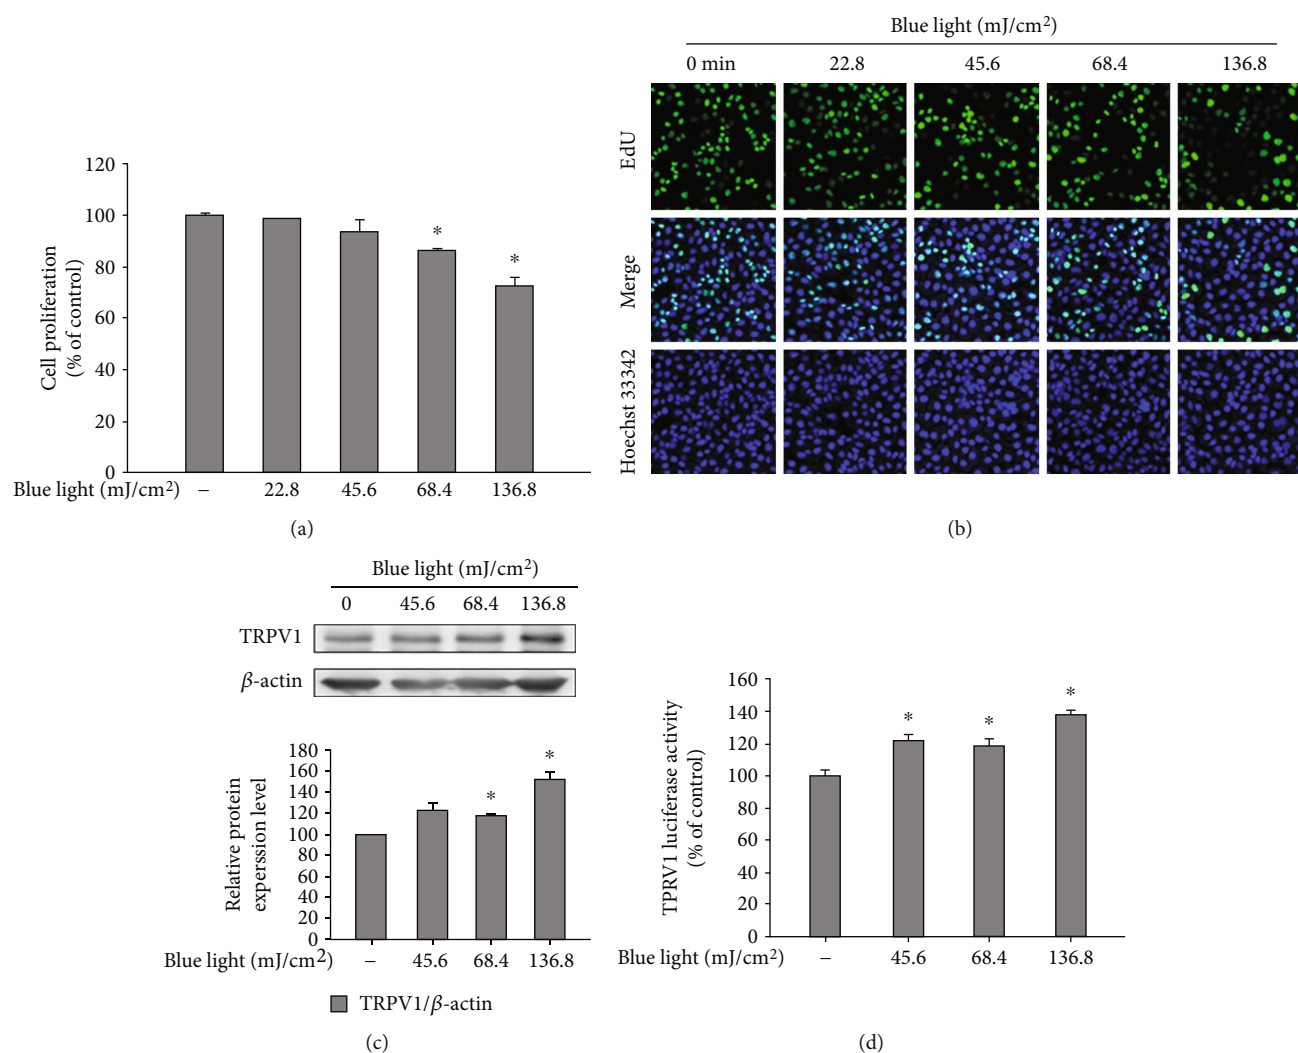 120
100
80
60
40
20
0
Cell proliferation
(% of control)
*
*
Blue light (mJ/cm2) – 22.8 45.6 68.4 136.8
(a)
Blue light (mJ/cm2)
0 min 22.8 45.6 68.4 136.8
EdU
Merge
Hoechst 33342
(b)
Blue light (mJ/cm2)
0 45.6 68.4 136.8
TRPV1
β-actin
180
160
140
120
100
80
60
40
20
0
Relative protein
experssion level
*
*
Blue light (mJ/cm2) – 45.6 68.4 136.8
TRPV1/β-actin
(c)
160
140
120
100
80
60
40
20
0
TPRV1 luciferase activity
(% of control)
*
*
*
Blue light (mJ/cm2) – 45.6 68.4 136.8
(d)